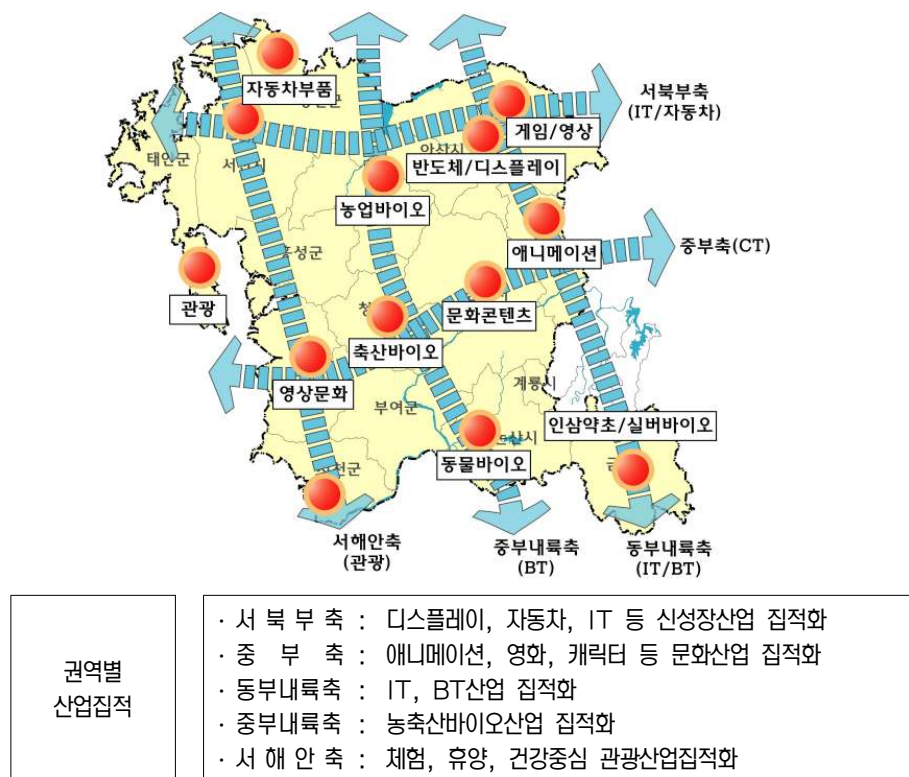 자동차부품
서북부축
(IT/자동차)
게임/영상
안산시
태안군
반도체/디스플레이
농업바이오
애니메이션
중부축(CT)
홍성군
관광
문화콘텐츠
축산바이오
영상문화
계룡시
부여군
인삼약초/실버바이오
동물바이오
서해안축
(관광)
중부내륙축
(BT)
동부내륙축
(IT/BT)
권역별
산업집적
· 서 북 부 축 : 디스플레이, 자동차, IT 등 신성장산업 집적화
· 중 부 축 : 애니메이션, 영화, 캐릭터 등 문화산업 집적화
· 동부내륙축 : IT, BT산업 집적화
· 중부내륙축 : 농축산바이오산업 집적화
· 서 해 안 축 : 체험, 휴양, 건강중심 관광산업집적화